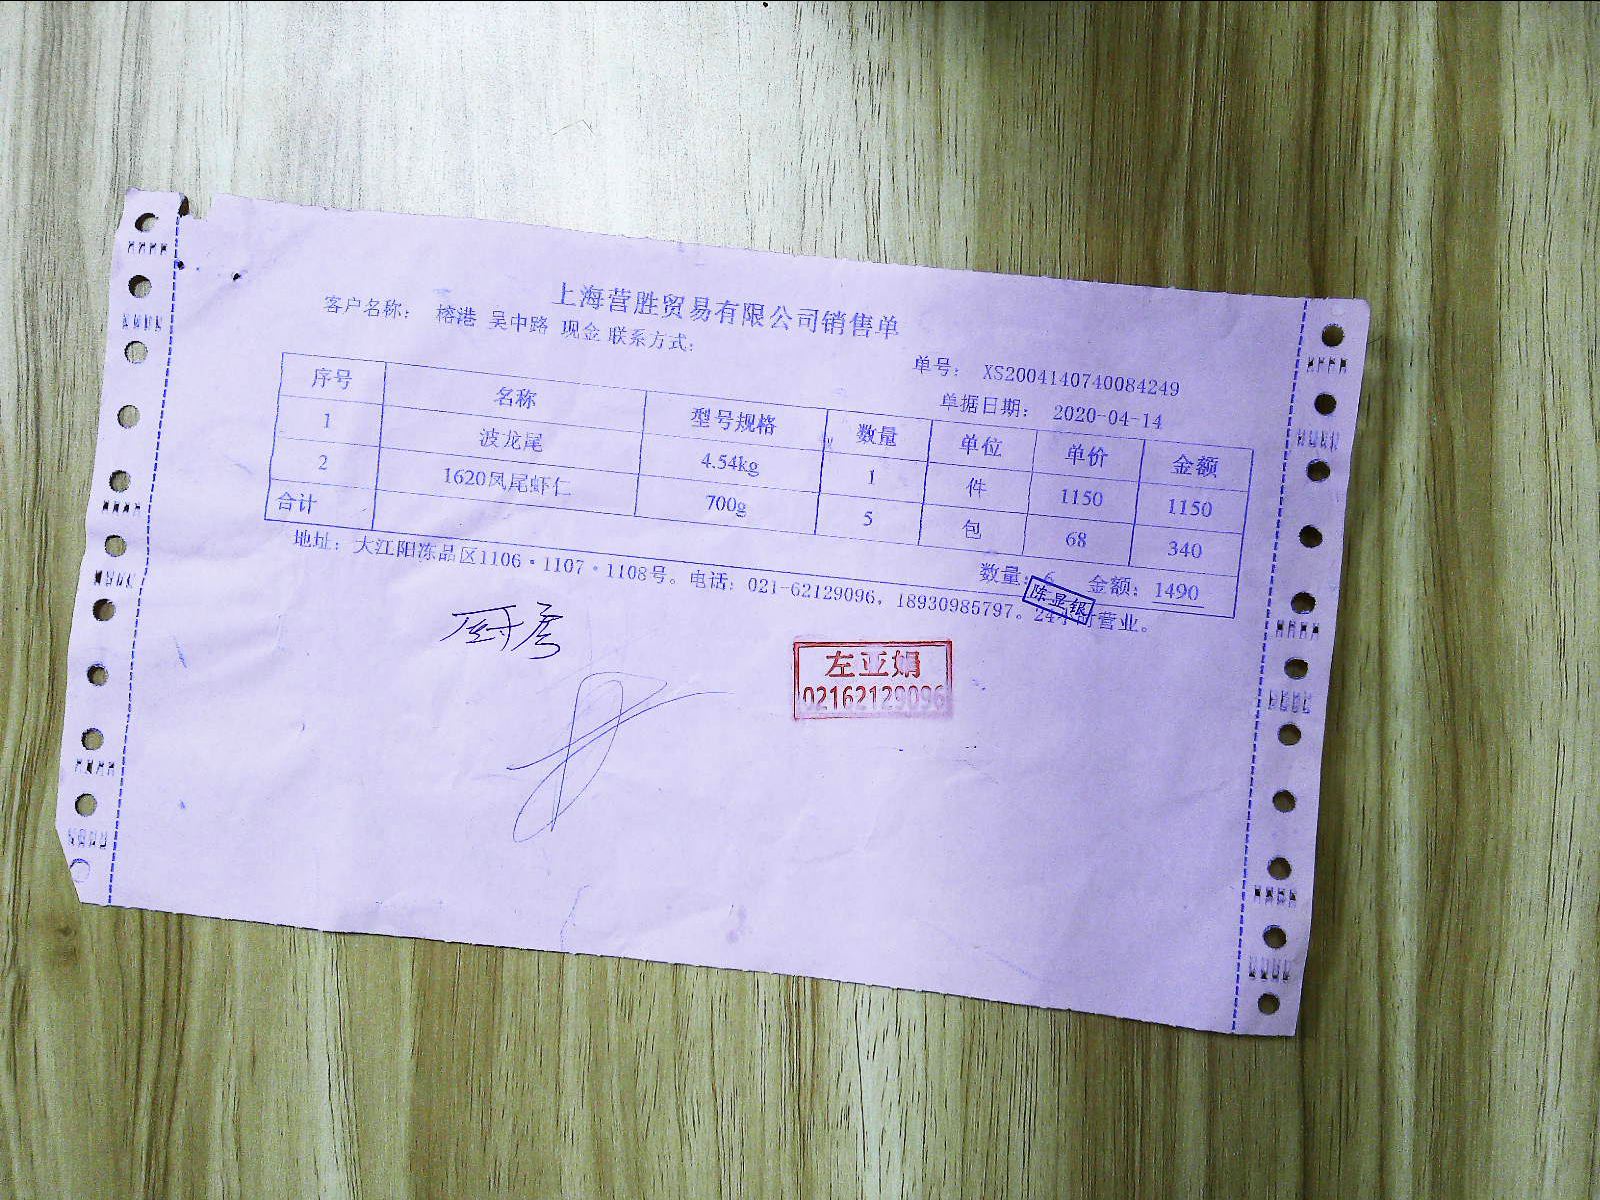 上海营胜贸易有限公司销售单
客户名称： 榕港 吴中路 现金 联系方式:
单号： XS2004140740084249
单据日期： 2020-04-14
序号 名称 型号规格 数量 单位 单价 金额
1 波龙尾 4.54kg 1 件 1150 1150
2 1620凤尾虾仁 700g 5 包 68 340
合计 数量: 6 金额: 1490
地址：大江阳冻品区1106·1107·1108号。电话：021-62129096，18930985797。24小时营业。
陈显银
厨房
左亚娟
02162129096